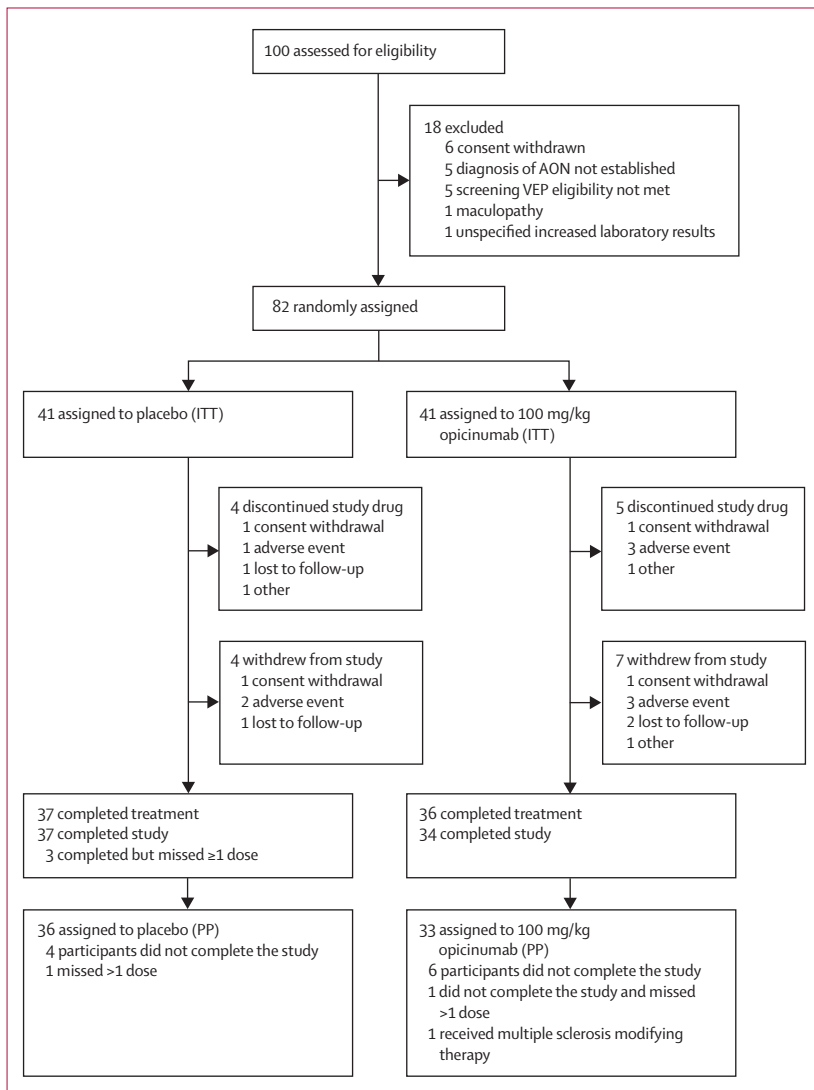 100 assessed for eligibility
18 excluded
6 consent withdrawn
5 diagnosis of AON not established
5 screening VEP eligibility not met
1 maculopathy
1 unspecified increased laboratory results
82 randomly assigned
41 assigned to placebo (ITT)
41 assigned to 100 mg/kg
opicinumab (ITT)
4 discontinued study drug
1 consent withdrawal
1 adverse event
1 lost to follow-up
1 other
5 discontinued study drug
1 consent withdrawal
3 adverse event
1 other
4 withdrew from study
1 consent withdrawal
2 adverse event
1 lost to follow-up
7 withdrew from study
1 consent withdrawal
3 adverse event
2 lost to follow-up
1 other
37 completed treatment
37 completed study
3 completed but missed ≥1 dose
36 completed treatment
34 completed study
36 assigned to placebo (PP)
4 participants did not complete the study
1 missed >1 dose
33 assigned to 100 mg/kg
opicinumab (PP)
6 participants did not complete the study
1 did not complete the study and missed
>1 dose
1 received multiple sclerosis modifying
therapy